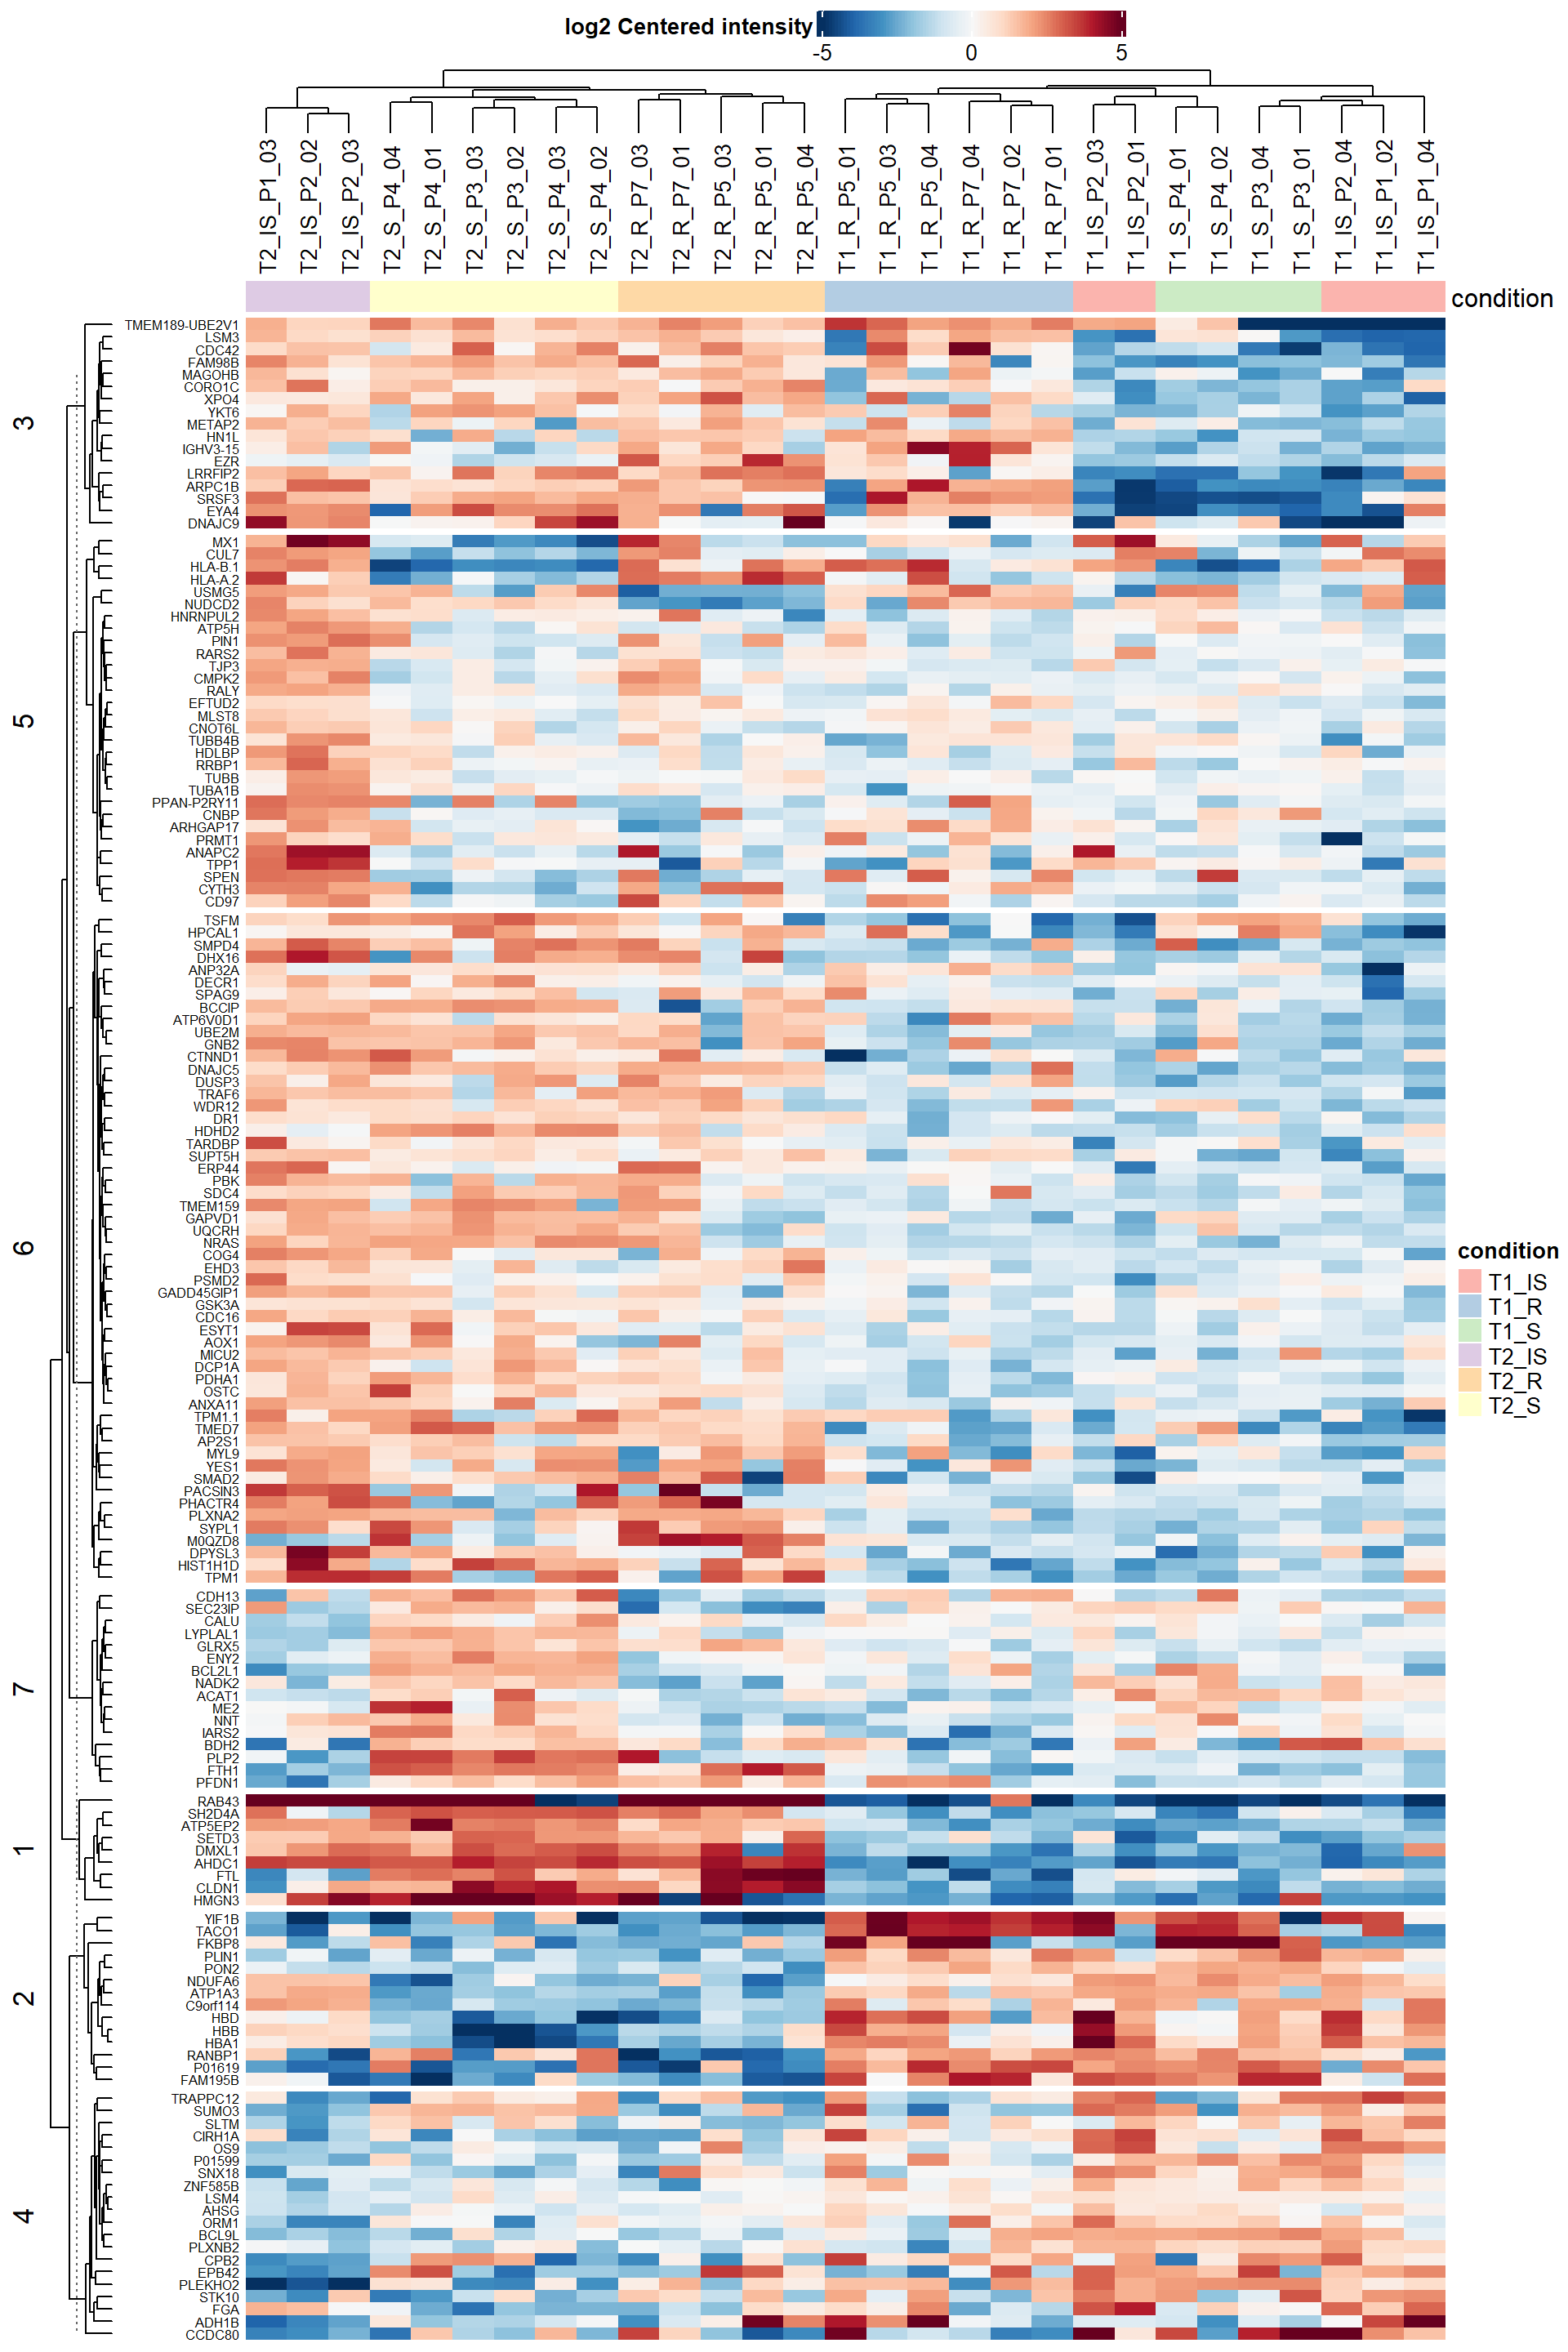 log2 Centered intensity
-5 0 5
T2_IS_P1_03
T2_IS_P2_02
T2_IS_P2_03
T2_S_P4_04
T2_S_P4_01
T2_S_P3_03
T2_S_P3_02
T2_S_P4_03
T2_S_P4_02
T2_R_P7_03
T2_R_P7_01
T2_R_P5_03
T2_R_P5_01
T2_R_P5_04
T1_R_P5_01
T1_R_P5_03
T1_R_P5_04
T1_R_P7_04
T1_R_P7_02
T1_R_P7_01
T1_IS_P2_03
T1_IS_P2_01
T1_S_P4_01
T1_S_P4_02
T1_S_P3_04
T1_S_P3_01
T1_IS_P2_04
T1_IS_P1_02
T1_IS_P1_04
condition
3
TMEM189-UBE2V1
LSM3
CDC42
FAM98B
MAGOHB
CORO1C
XPO4
YKT6
METAP2
HN1L
IGHV3-15
EZR
LRRFIP2
ARPC1B
SRSF3
EYA4
DNAJC9
5
MX1
CUL7
HLA-B.1
HLA-A.2
USMG5
NUDCD2
HNRNPUL2
ATP5H
PIN1
RARS2
TJP3
CMPK2
RALY
EFTUD2
MLST8
CNOT6L
TUBB4B
HDLBP
RRBP1
TUBB
TUBA1B
PPAN-P2RY11
CNBP
ARHGAP17
PRMT1
ANAPC2
TPP1
SPEN
CYTH3
CD97
6
TSFM
HPCAL1
SMPD4
DHX16
ANP32A
DECR1
SPAG9
BCCIP
ATP6V0D1
UBE2M
GNB2
CTNND1
DNAJC5
DUSP3
TRAF6
WDR12
DR1
HDHD2
TARDBP
SUPT5H
ERP44
PBK
SDC4
TMEM159
GAPVD1
UQCRH
NRAS
COG4
EHD3
PSMD2
GADD45GIP1
GSK3A
CDC16
ESYT1
AOX1
MICU2
DCP1A
PDHA1
OSTC
ANXA11
TPM1.1
TMED7
AP2S1
MYL9
YES1
SMAD2
PACSIN3
PHACTR4
PLXNA2
SYPL1
M0QZD8
DPYSL3
HIST1H1D
TPM1
7
CDH13
SEC23IP
CALU
LYPLAL1
GLRX5
ENY2
BCL2L1
NADK2
ACAT1
ME2
NNT
IARS2
BDH2
PLP2
FTH1
PFDN1
1
RAB43
SH2D4A
ATP5EP2
SETD3
DMXL1
AHDC1
FTL
CLDN1
HMGN3
2
YIF1B
TACO1
FKBP8
PLIN1
PON2
NDUFA6
ATP1A3
C9orf114
HBD
HBB
HBA1
RANBP1
P01619
FAM195B
4
TRAPPC12
SUMO3
SLTM
CIRH1A
OS9
P01599
SNX18
ZNF585B
LSM4
AHSG
ORM1
BCL9L
PLXNB2
CPB2
EPB42
PLEKHO2
STK10
FGA
ADH1B
CCDC80
condition
T1_IS
T1_R
T1_S
T2_IS
T2_R
T2_S